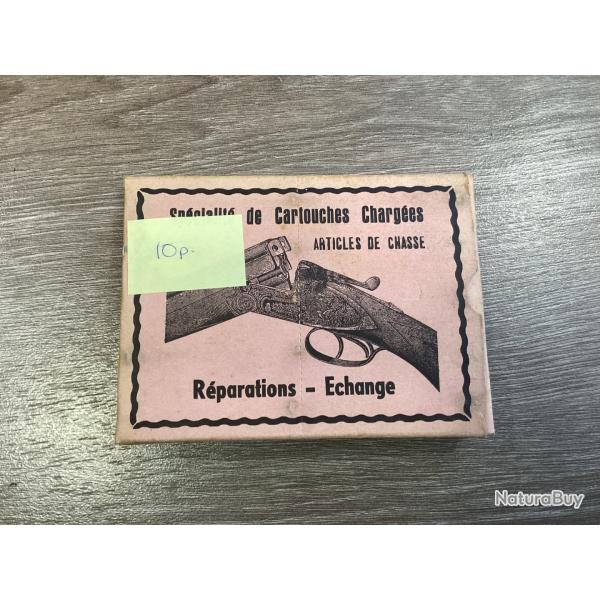 Spécialité de Cartouches Chargées
ARTICLES DE CHASSE
10p.
Réparations - Echange
NaturaBuy